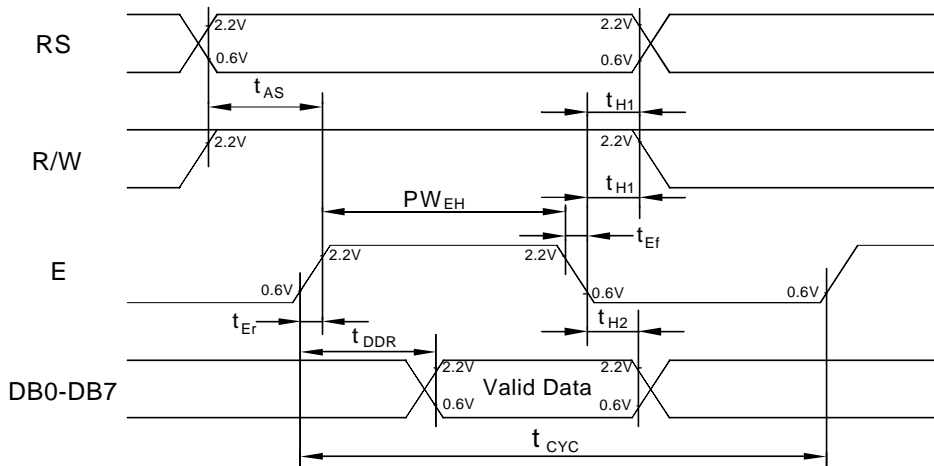 RS
2.2V
2.2V
0.6V
0.6V
tAS
tH1
R/W
2.2V
2.2V
tH1
PWEH
tEf
E
2.2V
2.2V
0.6V
0.6V
0.6V
tEr
tH2
tDDR
DB0-DB7
2.2V
Valid Data
2.2V
0.6V
0.6V
tCYC